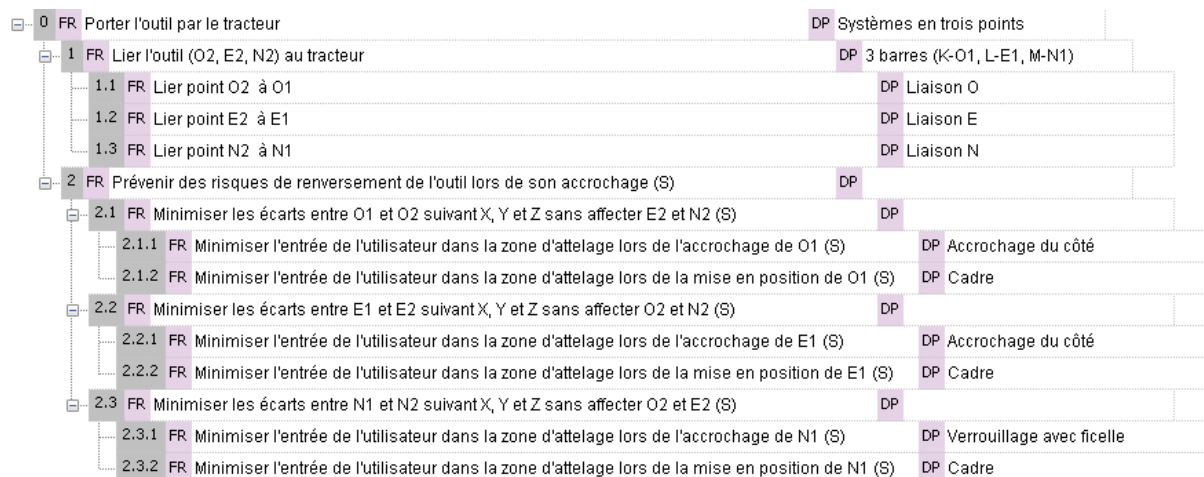 0 FR Porter l'outil par le tracteur DP Systèmes en trois points
1 FR Lier l'outil (O2, E2, N2) au tracteur DP 3 barres (K-O1, L-E1, M-N1)
1.1 FR Lier point O2 à O1 DP Liaison O
1.2 FR Lier point E2 à E1 DP Liaison E
1.3 FR Lier point N2 à N1 DP Liaison N
2 FR Prévenir des risques de renversement de l'outil lors de son accrochage (S) DP
2.1 FR Minimiser les écarts entre O1 et O2 suivant X, Y et Z sans affecter E2 et N2 (S) DP
2.1.1 FR Minimiser l'entrée de l'utilisateur dans la zone d'attelage lors de l'accrochage de O1 (S) DP Accrochage du côté
2.1.2 FR Minimiser l'entrée de l'utilisateur dans la zone d'attelage lors de la mise en position de O1 (S) DP Cadre
2.2 FR Minimiser les écarts entre E1 et E2 suivant X, Y et Z sans affecter O2 et N2 (S) DP
2.2.1 FR Minimiser l'entrée de l'utilisateur dans la zone d'attelage lors de l'accrochage de E1 (S) DP Accrochage du côté
2.2.2 FR Minimiser l'entrée de l'utilisateur dans la zone d'attelage lors de la mise en position de E1 (S) DP Cadre
2.3 FR Minimiser les écarts entre N1 et N2 suivant X, Y et Z sans affecter O2 et E2 (S) DP
2.3.1 FR Minimiser l'entrée de l'utilisateur dans la zone d'attelage lors de l'accrochage de N1 (S) DP Verrouillage avec ficelle
2.3.2 FR Minimiser l'entrée de l'utilisateur dans la zone d'attelage lors de la mise en position de N1 (S) DP Cadre